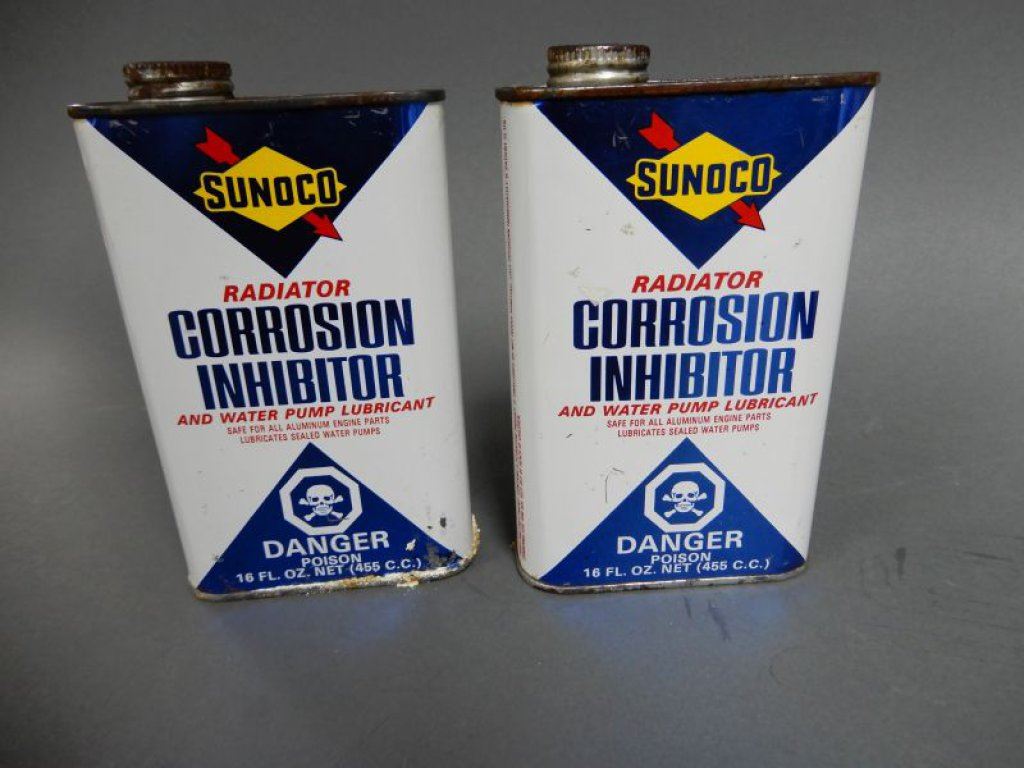 SUNOCO
RADIATOR
CORROSION
INHIBITOR
AND WATER PUMP LUBRICANT
SAFE FOR ALL ALUMINUM ENGINE PARTS
LUBRICATES SEALED WATER PUMPS
DANGER
POISON
16 FL. OZ. NET (455 C.C.)
SUNOCO
RADIATOR
CORROSION
INHIBITOR
AND WATER PUMP LUBRICANT
SAFE FOR ALL ALUMINUM ENGINE PARTS
LUBRICATES SEALED WATER PUMPS
DANGER
POISON
16 FL. OZ. NET (455 C.C.)